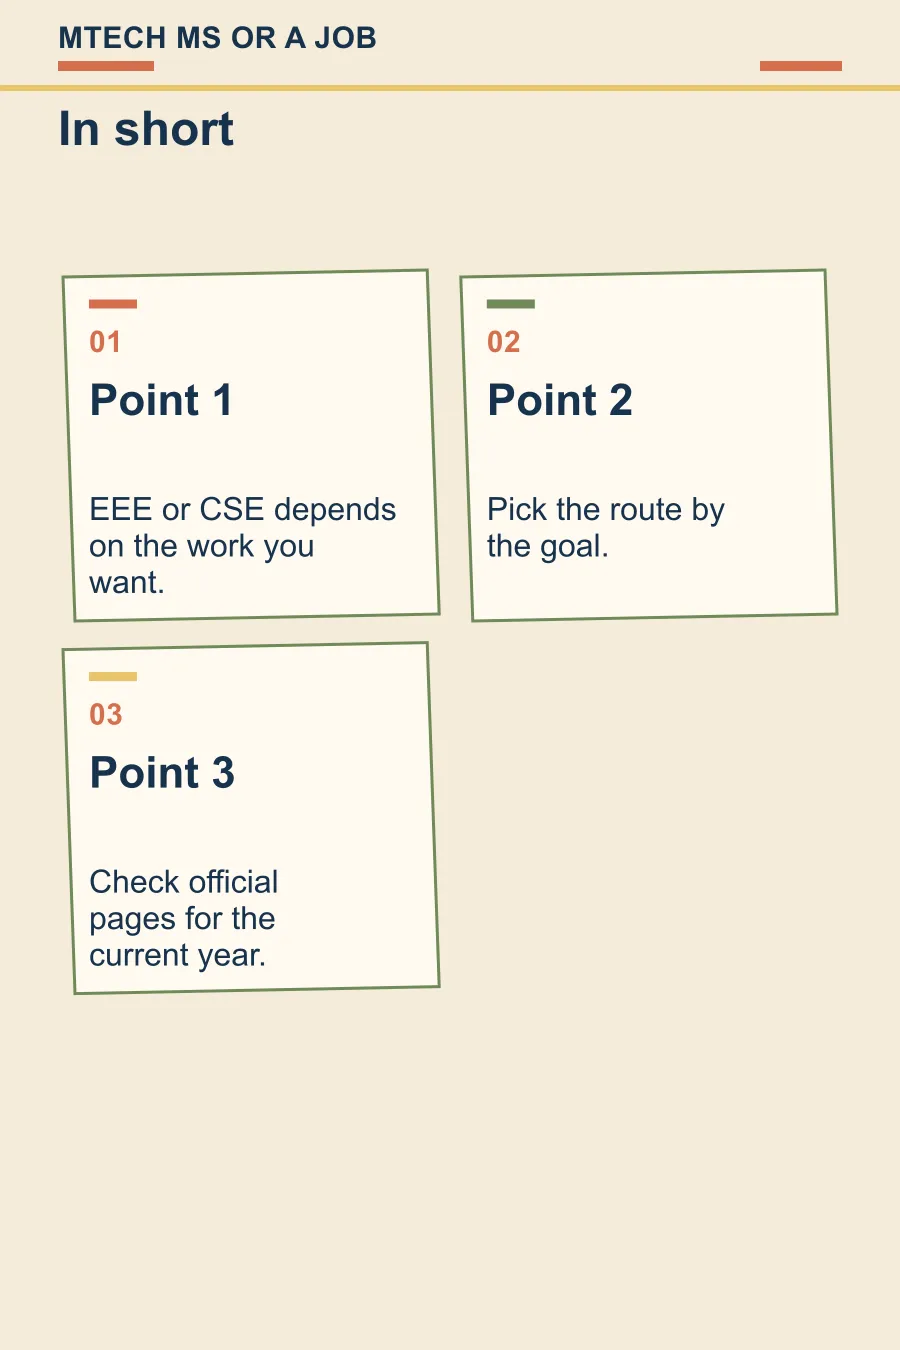 MTECH MS OR A JOB
In short
01
Point 1
EEE or CSE depends
on the work you
want.
02
Point 2
Pick the route by
the goal.
03
Point 3
Check official
pages for the
current year.